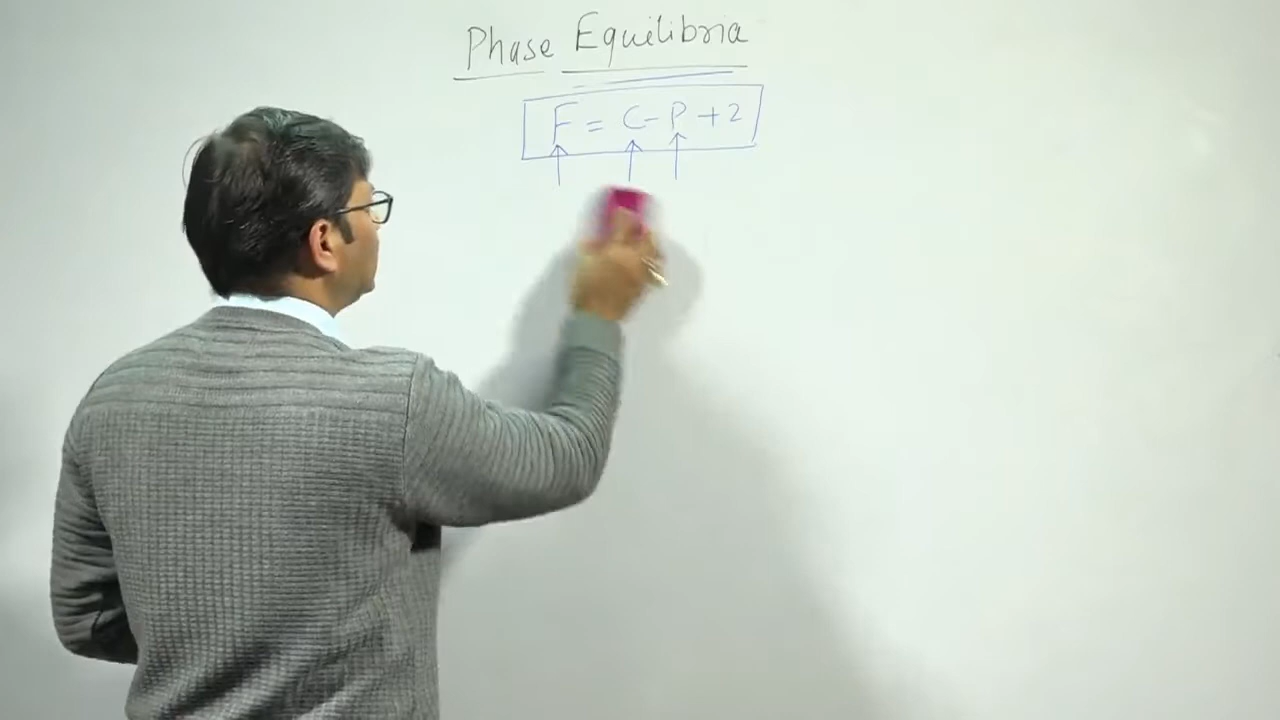 Phase Equilibria
F = C - P + 2